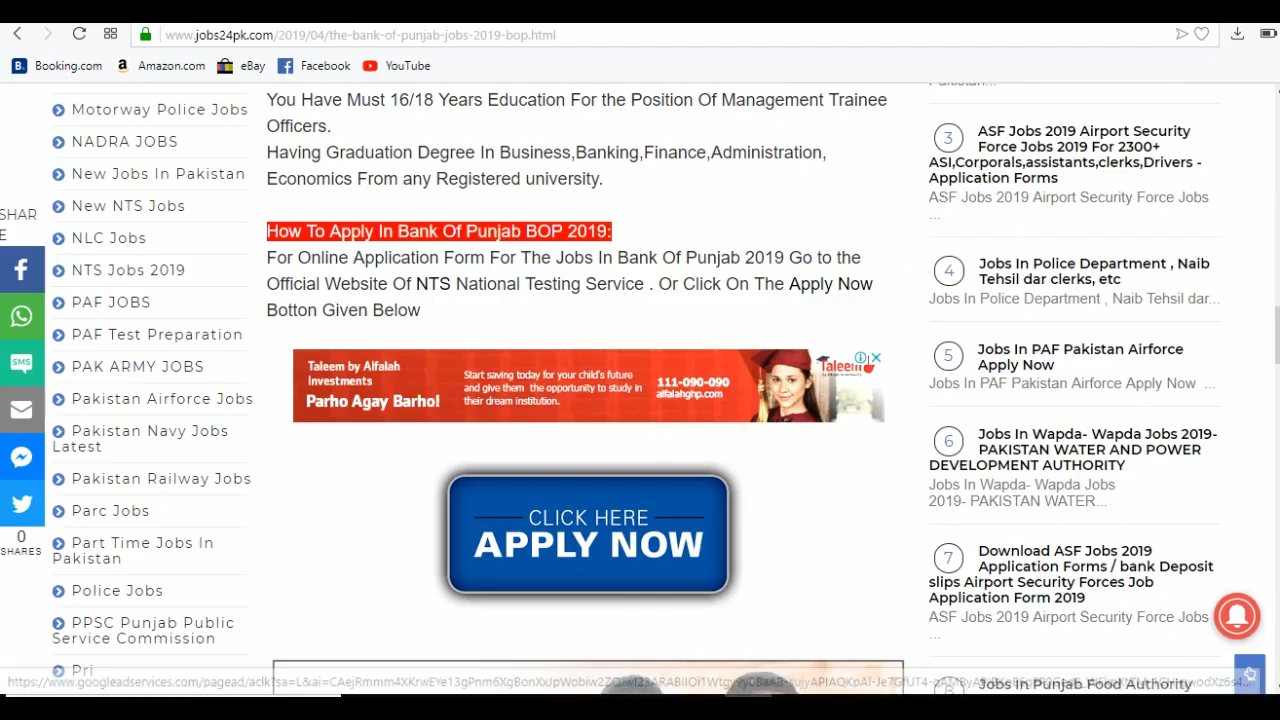 www.jobs24pk.com/2019/04/the-bank-of-punjab-jobs-2019-bop.html
B. Booking.com
a Amazon.com
eBay
Facebook
YouTube
SHAR
E
0
SHARES
SMS
Motorway Police Jobs
NADRA JOBS
New Jobs In Pakistan
New NTS Jobs
NLC Jobs
NTS Jobs 2019
PAF JOBS
PAF Test Preparation
PAK ARMY JOBS
Pakistan Airforce Jobs
Pakistan Navy Jobs
Latest
Pakistan Railway Jobs
Parc Jobs
Part Time Jobs In
Pakistan
Police Jobs
PPSC Punjab Public
Service Commission
Pri
You Have Must 16/18 Years Education For the Position Of Management Trainee
Officers.
Having Graduation Degree In Business,Banking,Finance,Administration,
Economics From any Registered university.
How To Apply In Bank Of Punjab BOP 2019:
For Online Application Form For The Jobs In Bank Of Punjab 2019 Go to the
Official Website Of NTS National Testing Service . Or Click On The Apply Now
Botton Given Below
Taleem by Alfalah
Investments
Parho Agay Barho!
Start saving today for your child's future
and give them the opportunity to study in
their dream institution.
111-090-090
alfalahghp.com
Taleem
CLICK HERE
APPLY NOW
Pakistan...
3
ASF Jobs 2019 Airport Security
Force Jobs 2019 For 2300+
ASI,Corporals,assistants,clerks,Drivers -
Application Forms
ASF Jobs 2019 Airport Security Force Jobs
...
4
Jobs In Police Department , Naib
Tehsil dar clerks, etc
Jobs In Police Department , Naib Tehsil dar...
5
Jobs In PAF Pakistan Airforce
Apply Now
Jobs In PAF Pakistan Airforce Apply Now ...
6
Jobs In Wapda- Wapda Jobs 2019-
PAKISTAN WATER AND POWER
DEVELOPMENT AUTHORITY
Jobs In Wapda- Wapda Jobs
2019- PAKISTAN WATER...
7
Download ASF Jobs 2019
Application Forms / bank Deposit
slips Airport Security Forces Job
Application Form 2019
ASF Jobs 2019 Airport Security Force Jobs
...
8
Jobs In Punjab Food Authority